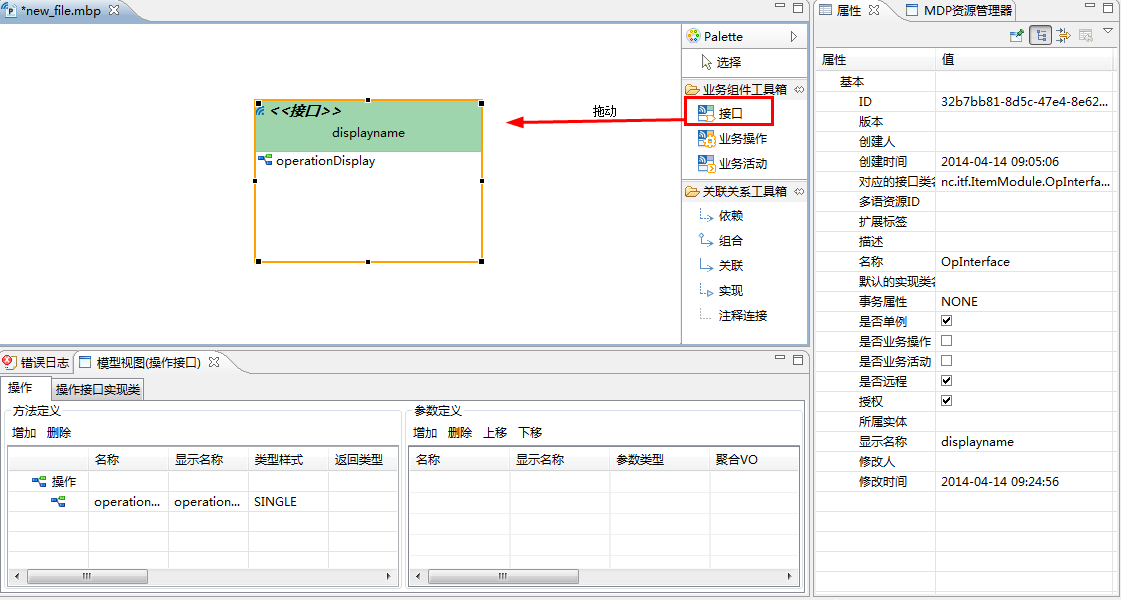 *new_file.mbp
<<接口>>
displayname
operationDisplay
拖动
Palette
选择
业务组件工具箱
接口
业务操作
业务活动
关联关系工具箱
依赖
组合
关联
实现
注释连接
错误日志 模型视图(操作接口)
操作 操作接口实现类
方法定义
增加 删除
名称 显示名称 类型样式 返回类型
操作
operation... operation... SINGLE
参数定义
增加 删除 上移 下移
名称 显示名称 参数类型 聚合VO
属性 MDP资源管理器
属性 值
基本
ID 32b7bb81-8d5c-47e4-8e62...
版本
创建人
创建时间 2014-04-14 09:05:06
对应的接口类名 nc.itf.ItemModule.OpInterfa...
多语资源ID
扩展标签
描述
名称 OpInterface
默认的实现类名
事务属性 NONE
是否单例
是否业务操作
是否业务活动
是否远程
授权
所属实体
显示名称 displayname
修改人
修改时间 2014-04-14 09:24:56